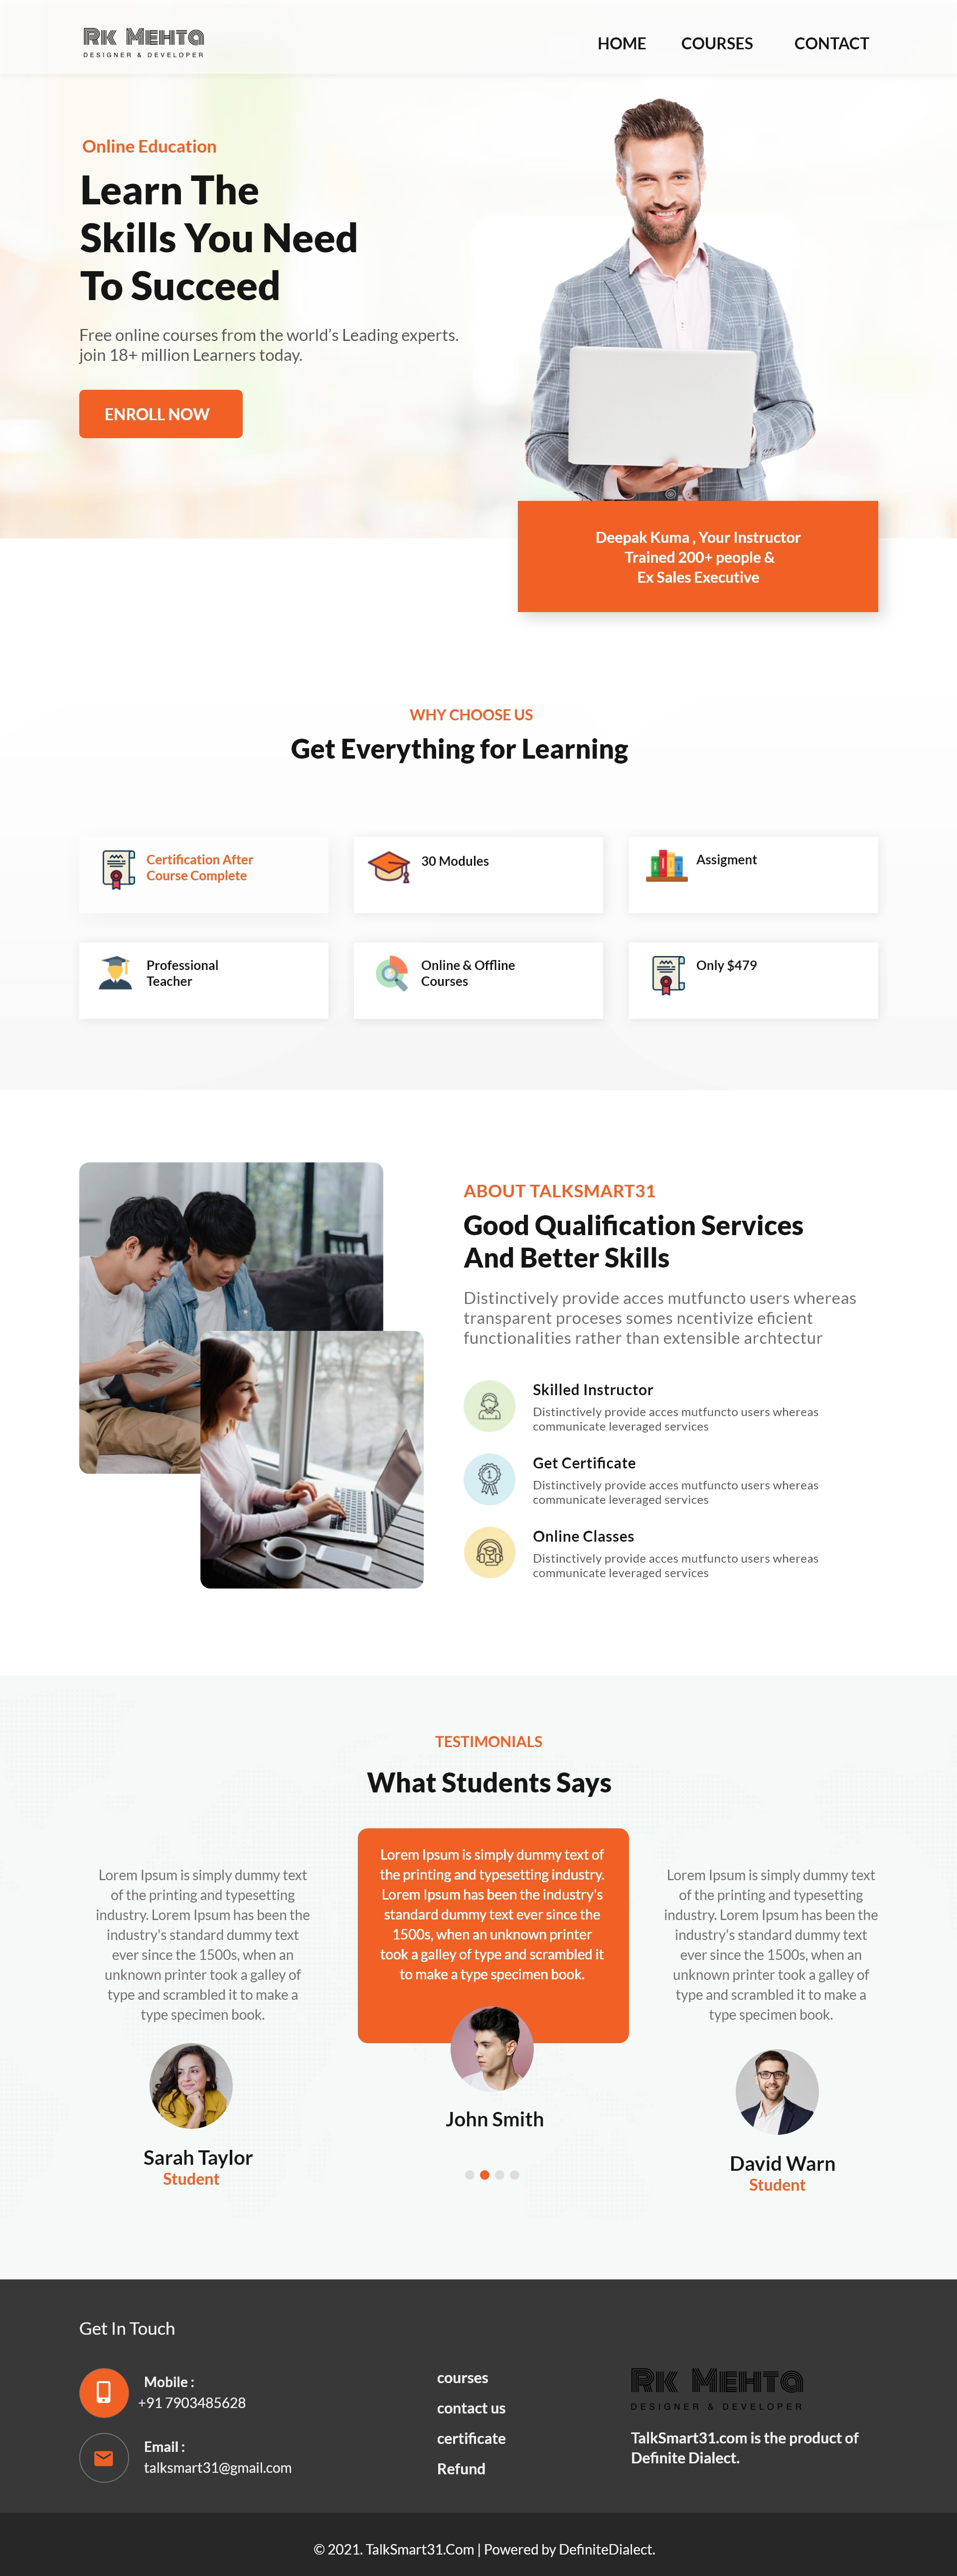 RK MEHTA
DESIGNER & DEVELOPER
HOME
COURSES
CONTACT
Online Education
Learn The
Skills You Need
To Succeed
Free online courses from the world’s Leading experts.
join 18+ million Learners today.
ENROLL NOW
Deepak Kuma , Your Instructor
Trained 200+ people &
Ex Sales Executive
WHY CHOOSE US
Get Everything for Learning
Certification After
Course Complete
30 Modules
Assigment
Professional
Teacher
Online & Offline
Courses
Only $479
ABOUT TALKSMART31
Good Qualification Services
And Better Skills
Distinctively provide acces mutfuncto users whereas
transparent proceses somes ncentivize eficient
functionalities rather than extensible archtectur
Skilled Instructor
Distinctively provide acces mutfuncto users whereas
communicate leveraged services
1
Get Certificate
Distinctively provide acces mutfuncto users whereas
communicate leveraged services
Online Classes
Distinctively provide acces mutfuncto users whereas
communicate leveraged services
TESTIMONIALS
What Students Says
Lorem Ipsum is simply dummy text
of the printing and typesetting
industry. Lorem Ipsum has been the
industry's standard dummy text
ever since the 1500s, when an
unknown printer took a galley of
type and scrambled it to make a
type specimen book.
Sarah Taylor
Student
Lorem Ipsum is simply dummy text of
the printing and typesetting industry.
Lorem Ipsum has been the industry's
standard dummy text ever since the
1500s, when an unknown printer
took a galley of type and scrambled it
to make a type specimen book.
John Smith
Lorem Ipsum is simply dummy text
of the printing and typesetting
industry. Lorem Ipsum has been the
industry's standard dummy text
ever since the 1500s, when an
unknown printer took a galley of
type and scrambled it to make a
type specimen book.
David Warn
Student
Get In Touch
Mobile :
+91 7903485628
Email :
talksmart31@gmail.com
courses
contact us
certificate
Refund
RK MEHTA
DESIGNER & DEVELOPER
TalkSmart31.com is the product of
Definite Dialect.
© 2021. TalkSmart31.Com | Powered by DefiniteDialect.